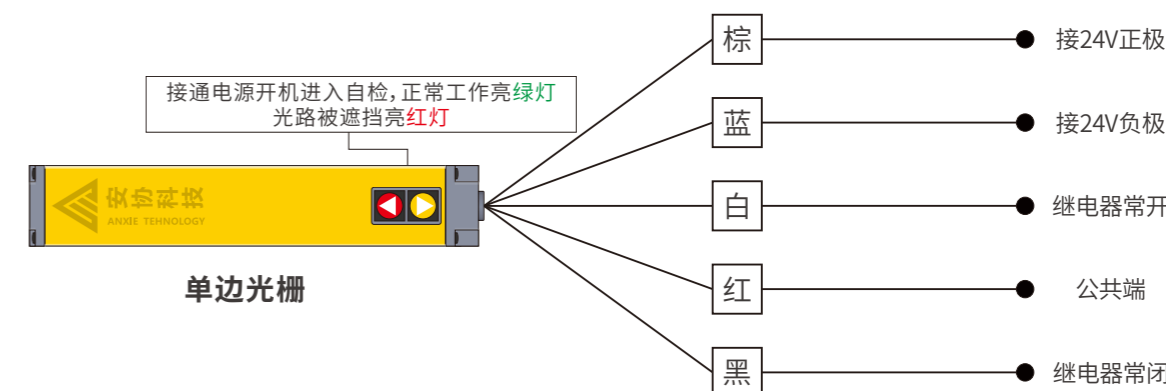 棕
接24V正极
接通电源开机进入自检，正常工作亮绿灯
光路被遮挡亮红灯
蓝
接24V负极
安协科技
ANXIE TEHNOLOGY
白
继电器常开
单边光栅
红
公共端
黑
继电器常闭